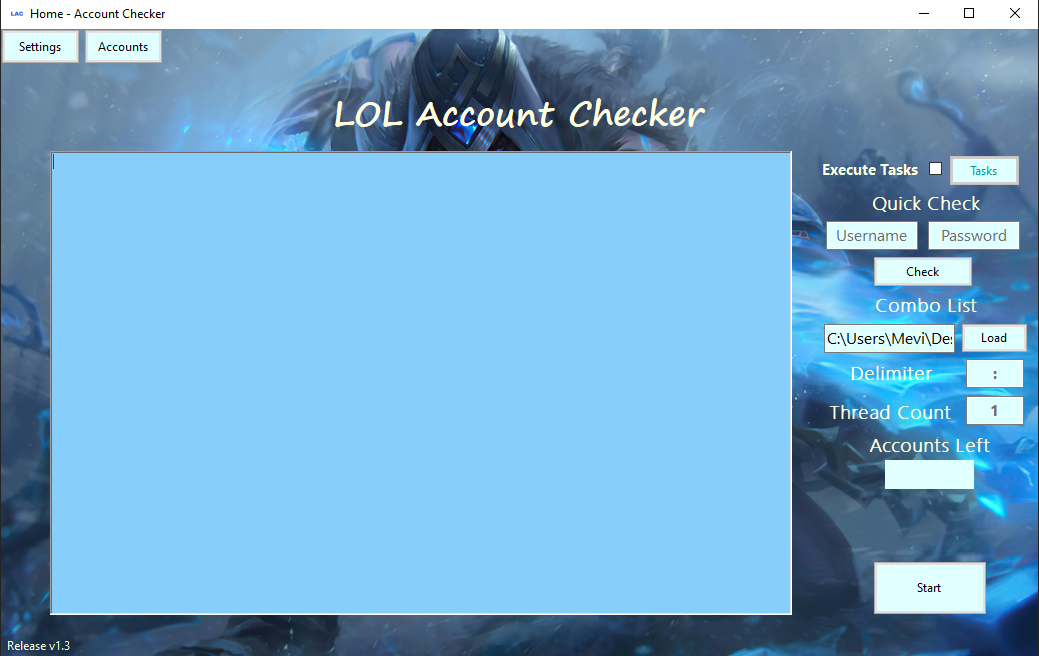 LAC Home - Account Checker
Settings Accounts
LOL Account Checker
Execute Tasks Tasks
Quick Check
Username Password
Check
Combo List
C:\Users\Mevi\De Load
Delimiter :
Thread Count 1
Accounts Left
Start
Release v1.3